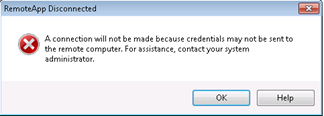 RemoteApp Disconnected
A connection will not be made because credentials may not be sent to
the remote computer. For assistance, contact your system
administrator.
OK
Help